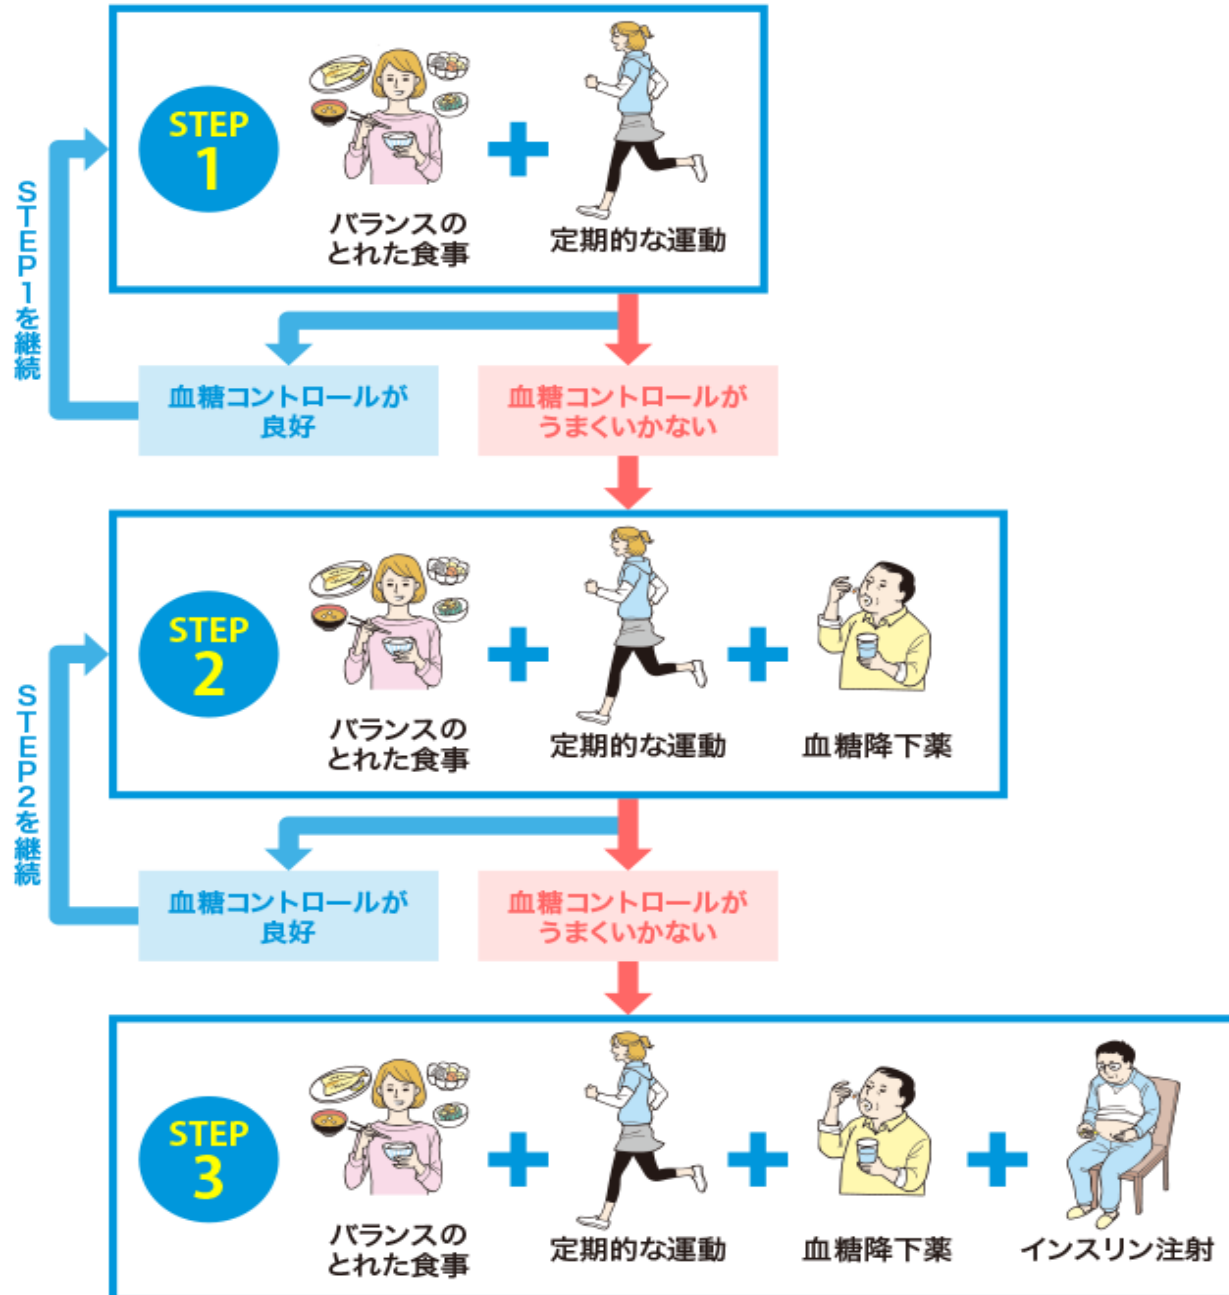 STEP
1
バランスの
とれた食事
定期的な運動
STEP1を継続
血糖コントロールが
良好
血糖コントロールが
うまくいかない
STEP
2
バランスの
とれた食事
定期的な運動
血糖降下薬
STEP2を継続
血糖コントロールが
良好
血糖コントロールが
うまくいかない
STEP
3
バランスの
とれた食事
定期的な運動
血糖降下薬
インスリン注射